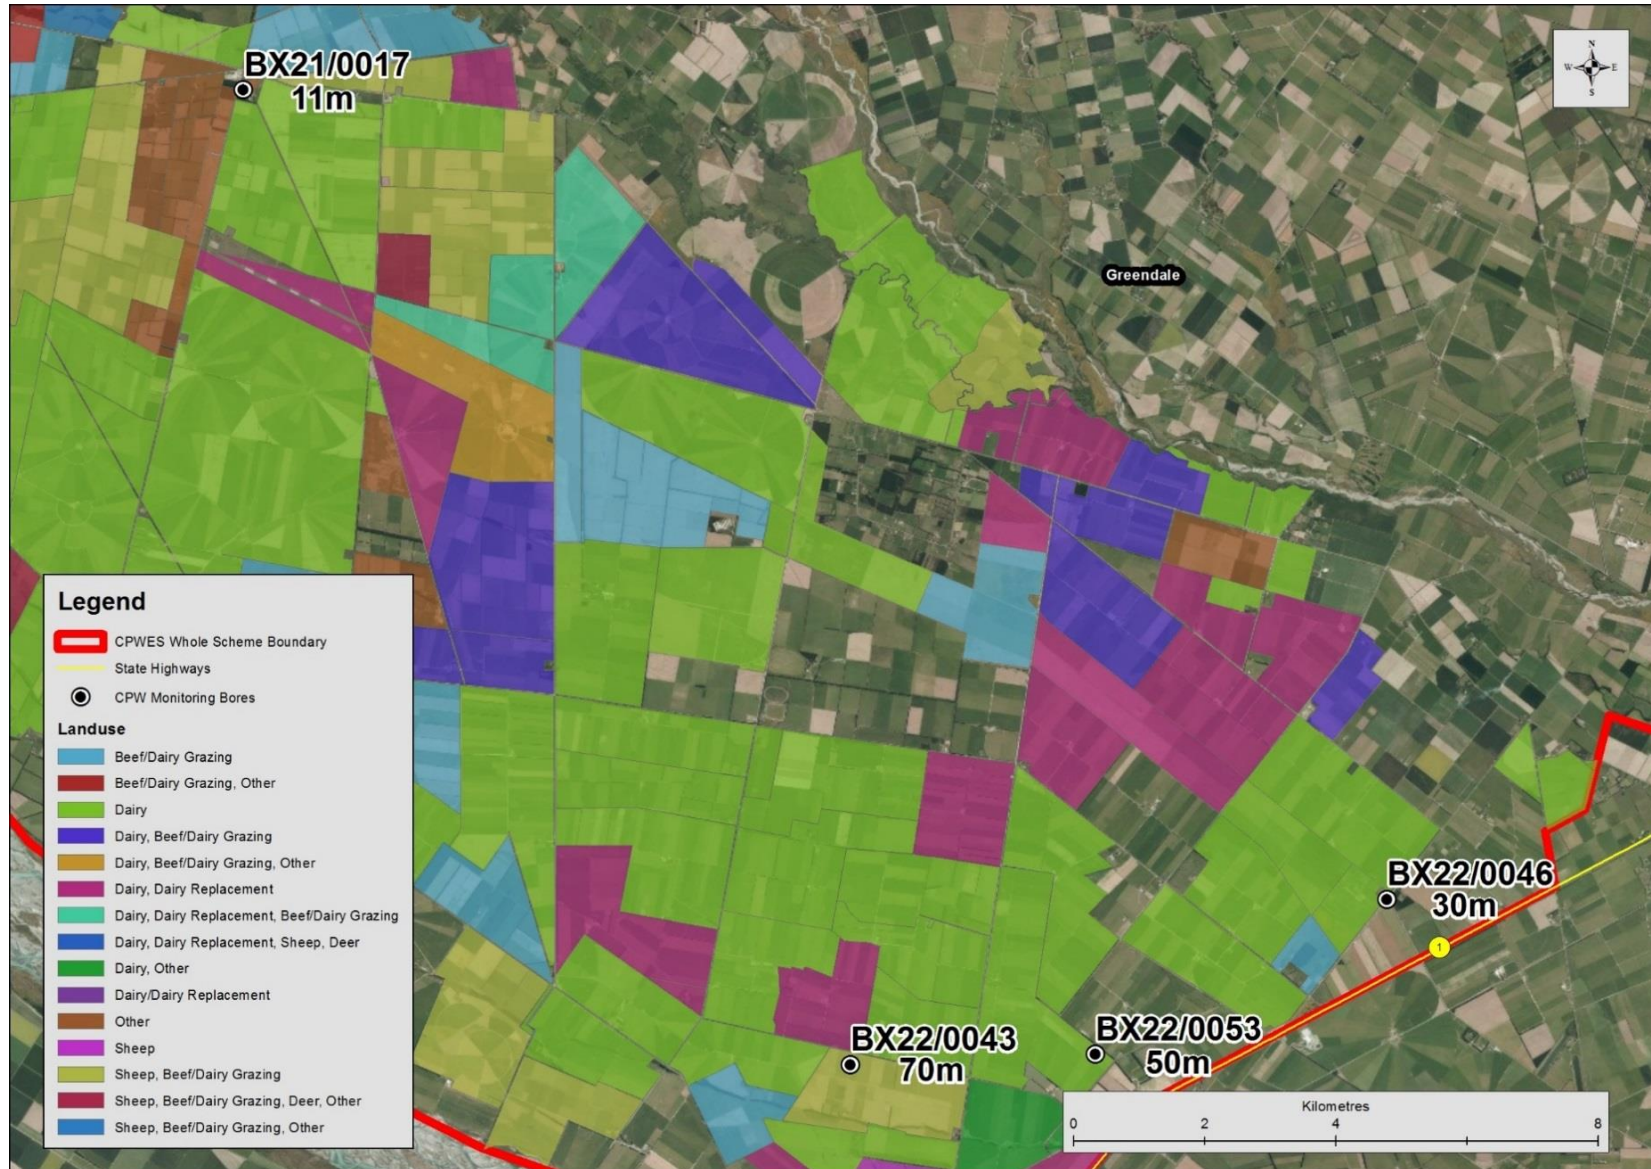 BX21/0017
11m
N
W E
S
Greendale
BX22/0046
30m
1
BX22/0043
70m
BX22/0053
50m
Legend
CPWES Whole Scheme Boundary
State Highways
CPW Monitoring Bores
Landuse
Beef/Dairy Grazing
Beef/Dairy Grazing, Other
Dairy
Dairy, Beef/Dairy Grazing
Dairy, Beef/Dairy Grazing, Other
Dairy, Dairy Replacement
Dairy, Dairy Replacement, Beef/Dairy Grazing
Dairy, Dairy Replacement, Sheep, Deer
Dairy, Other
Dairy/Dairy Replacement
Other
Sheep
Sheep, Beef/Dairy Grazing
Sheep, Beef/Dairy Grazing, Deer, Other
Sheep, Beef/Dairy Grazing, Other
Kilometres
0 2 4 8